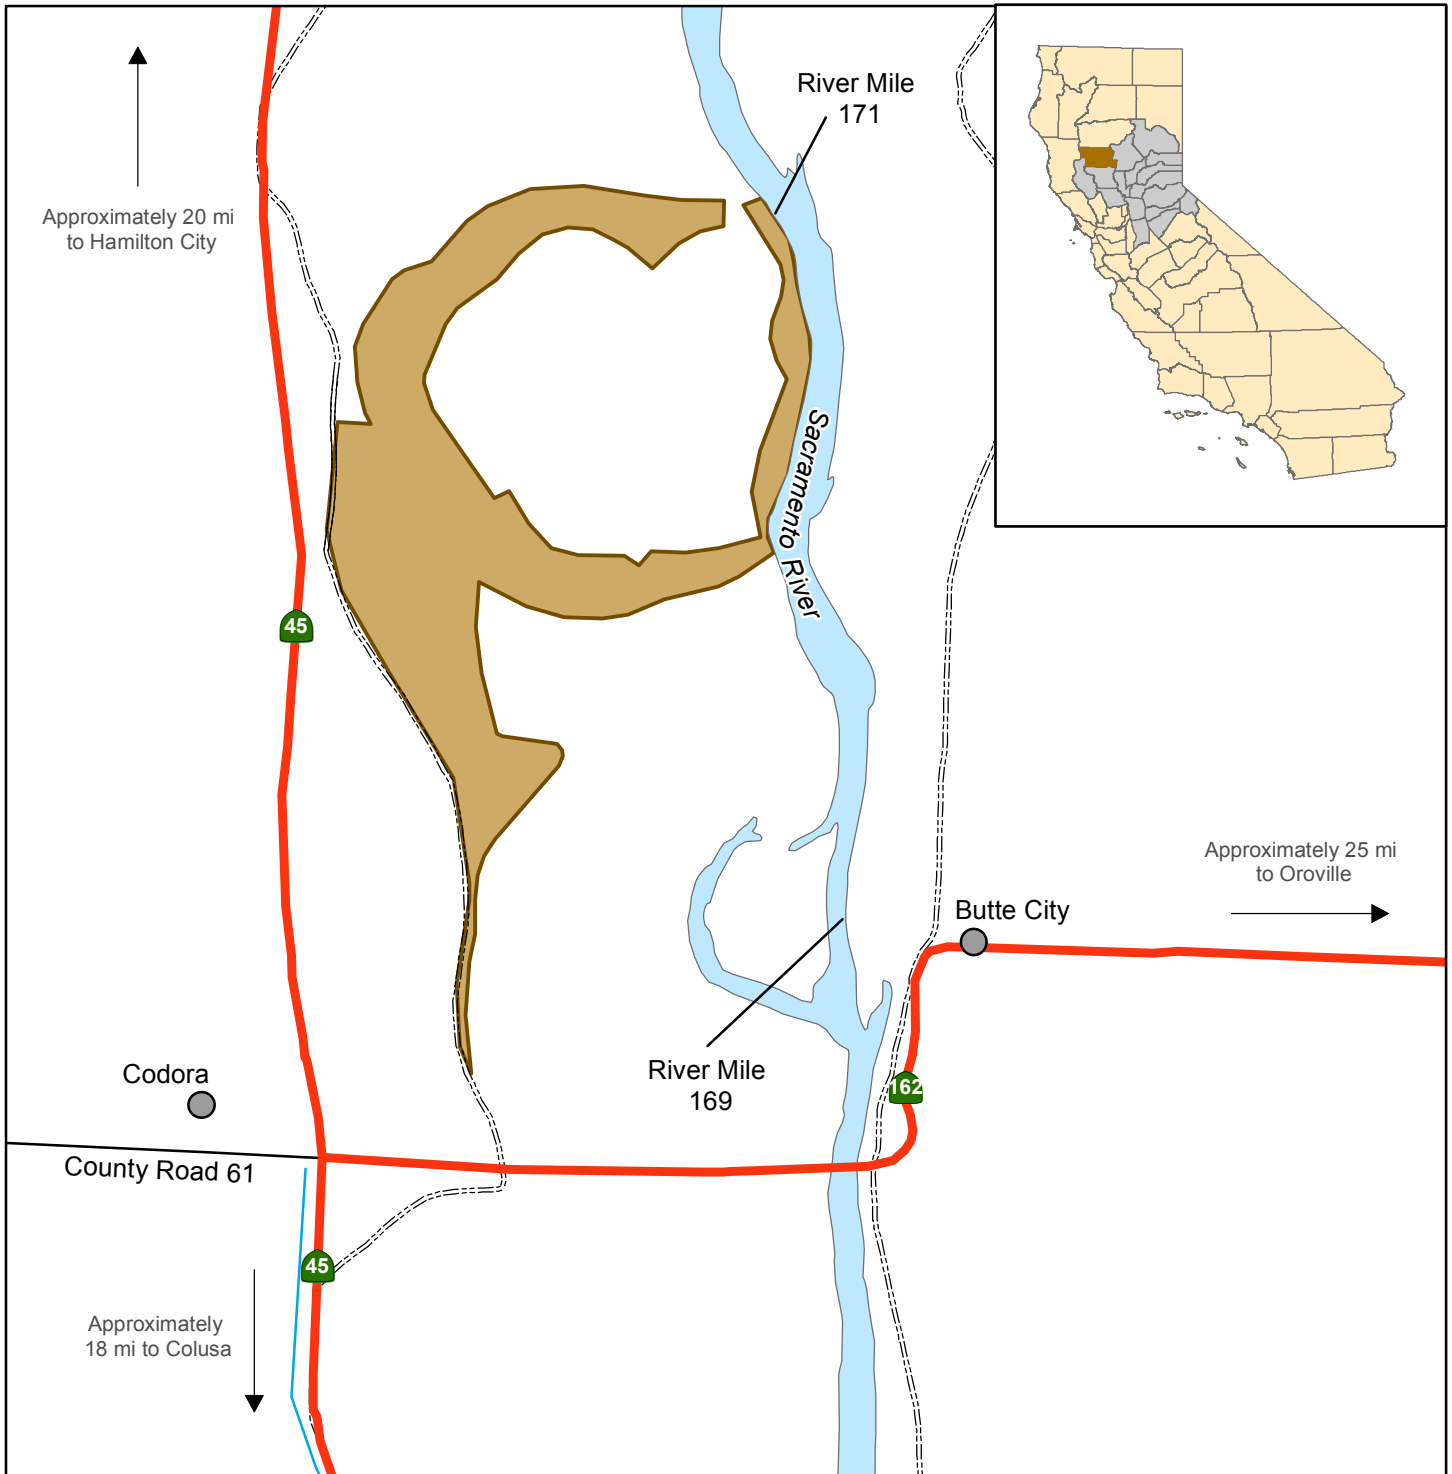 River Mile
171
Approximately 20 mi
to Hamilton City
Sacramento River
45
Approximately 25 mi
to Oroville
Butte City
River Mile
169
162
Codora
County Road 61
45
Approximately
18 mi to Colusa